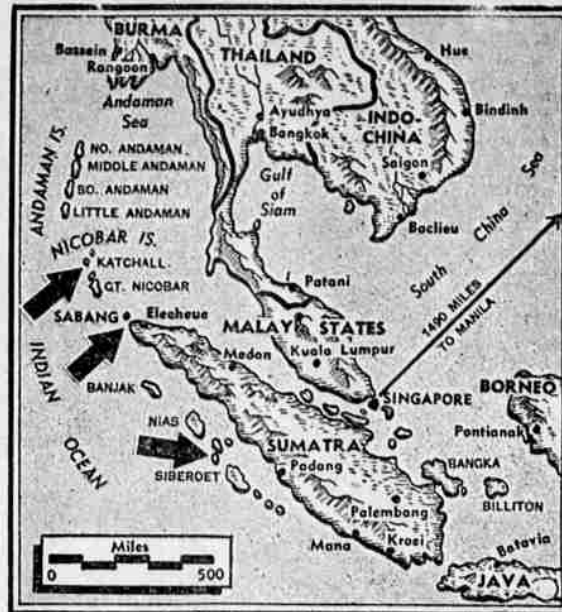 BURMA
Bassein
Rangoon
THAILAND
Hue
Andaman
Sea
Ayudhya
Bangkok
INDO-
CHINA
Bindinh
ANDAMAN IS.
NO. ANDAMAN
MIDDLE ANDAMAN
SO. ANDAMAN
LITTLE ANDAMAN
Saigon
Gulf
of
Siam
Baclieu
South China Sea
NICOBAR IS.
KATCHALL
GT. NICOBAR
Patani
1490 MILES
TO MANILA
SABANG
Elecheue
MALAY STATES
Medan
Kuala Lumpur
INDIAN
OCEAN
BANJAK
SINGAPORE
BORNEO
NIAS
SUMATRA
Pontianak
SIBEROET
Padang
BANGKA
BILLITON
Palembang
Miles
0 500
Mana
Kroei
Batavia
JAVA